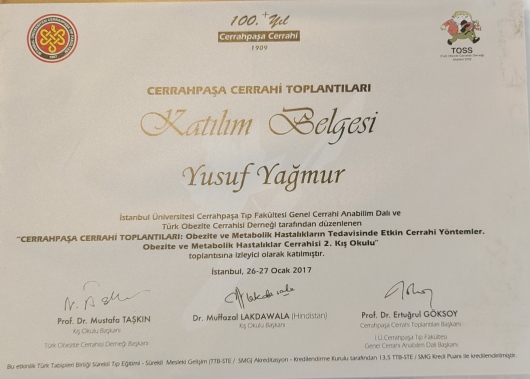 100.+ Yıl
Cerrahpaşa Cerrahi
1909
TOSS
CERRAHPAŞA CERRAHİ TOPLANTILARI
Katılım Belgesi
Yusuf Yağmur
İstanbul Üniversitesi Cerrahpaşa Tıp Fakültesi Genel Cerrahi Anabilim Dalı ve
Türk Obezite Cerrahisi Derneği tarafından düzenlenen
"CERRAHPAŞA CERRAHİ TOPLANTILARI: Obezite ve Metabolik Hastalıkların Tedavisinde Etkin Cerrahi Yöntemler.
Obezite ve Metabolik Hastalıklar Cerrahisi 2. Kış Okulu"
toplantısına izleyici olarak katılmıştır.
İstanbul, 26-27 Ocak 2017
Prof. Dr. Mustafa TAŞKIN
Kış Okulu Başkanı
Türk Obezite Cerrahisi Derneği Başkanı
Dr. Muffazal LAKDAWALA (Hindistan)
Kış Okulu Başkanı
Prof. Dr. Ertuğrul GÖKSOY
Cerrahpaşa Cerrahi Toplantıları Başkanı
İ.Ü.Cerrahpaşa Tıp Fakültesi
Genel Cerrahi Anabilim Dalı Başkanı
Bu etkinlik Türk Tabipleri Birliği Sürekli Tıp Eğitimi - Sürekli Mesleki Gelişim (TTB-STE / SMG) Akreditasyon - Kredilendirme Kurulu tarafından 13,5 TTB-STE / SMG Kredi Puanı ile kredilendirilmiştir.